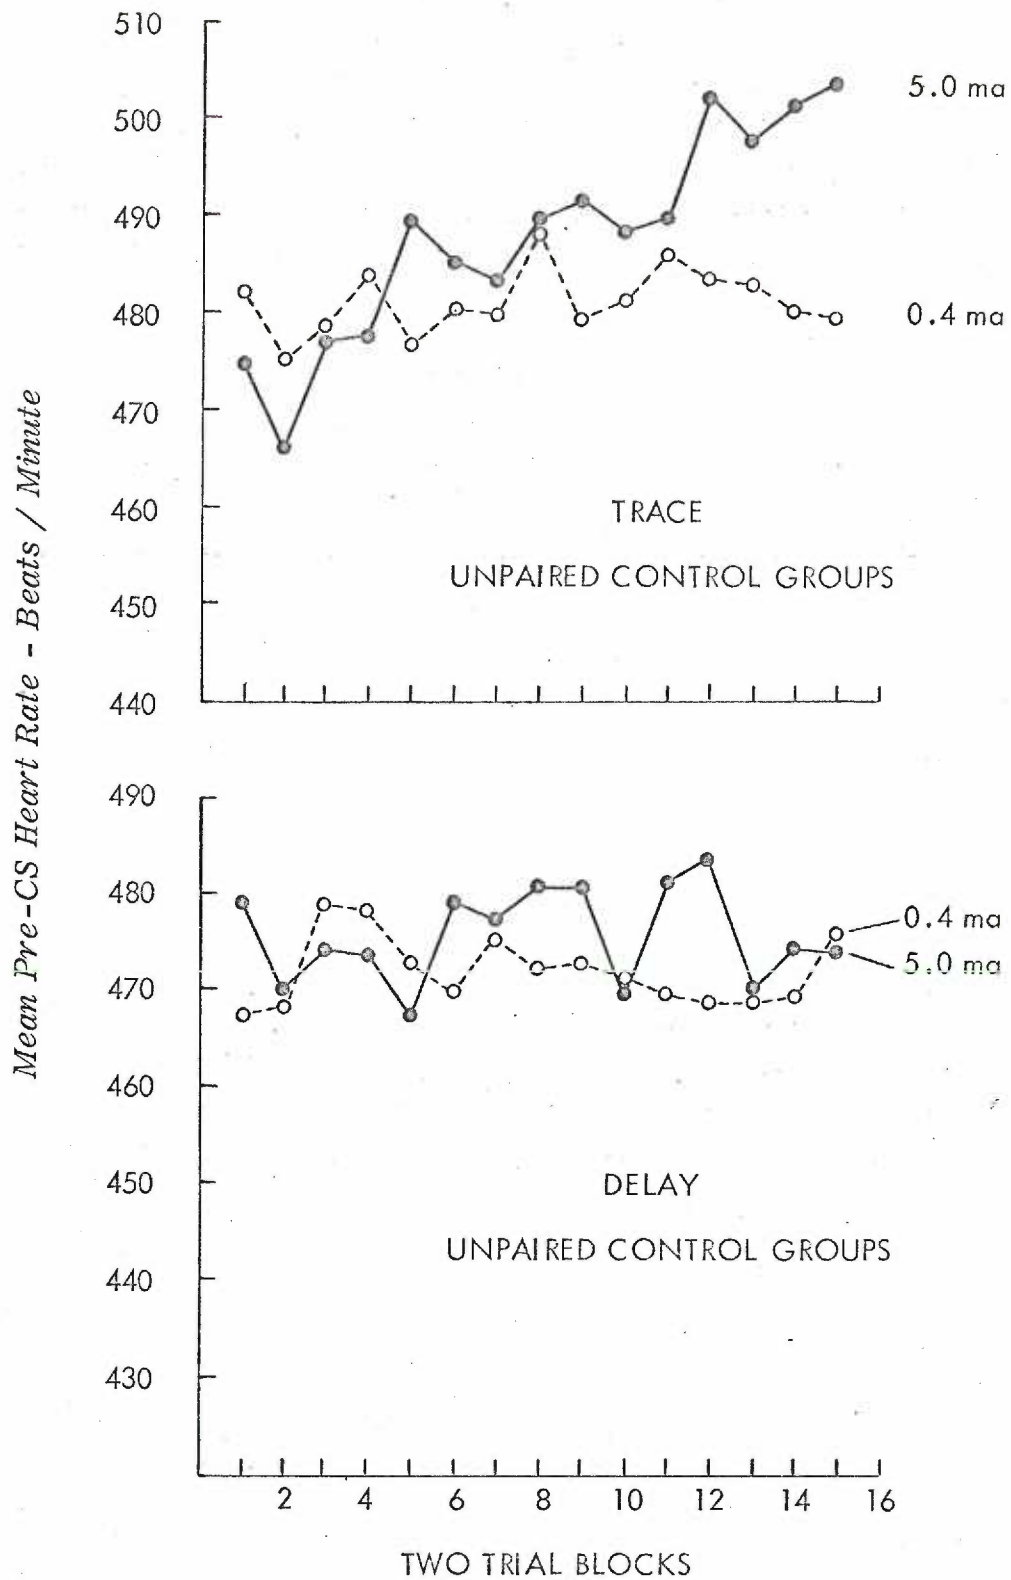 510
500
490
480
470
460
450
440
5.0 ma
0.4 ma
TRACE
UNPAIRED CONTROL GROUPS
Mean Pre-CS Heart Rate - Beats / Minute
490
480
470
460
450
440
430
0.4 ma
5.0 ma
DELAY
UNPAIRED CONTROL GROUPS
2 4 6 8 10 12 14 16
TWO TRIAL BLOCKS